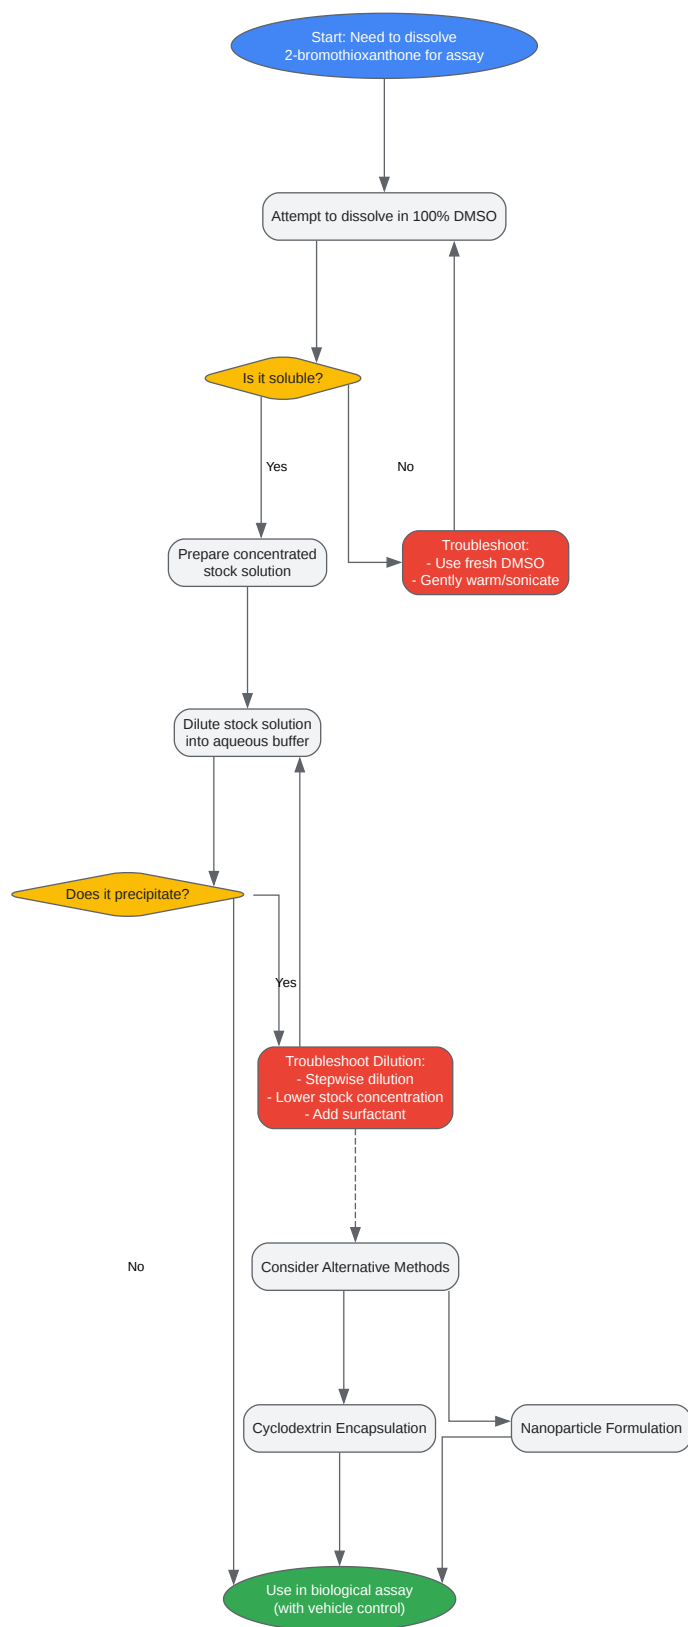 Start: Need to dissolve
2-bromothioxanthone for assay
Attempt to dissolve in 100% DMSO
Is it soluble?
Yes
No
Troubleshoot:
- Use fresh DMSO
- Gently warm/sonicate
Prepare concentrated
stock solution
Dilute stock solution
into aqueous buffer
Does it precipitate?
Yes
Troubleshoot Dilution:
- Stepwise dilution
- Lower stock concentration
- Add surfactant
No
Consider Alternative Methods
Cyclodextrin Encapsulation
Nanoparticle Formulation
Use in biological assay
(with vehicle control)